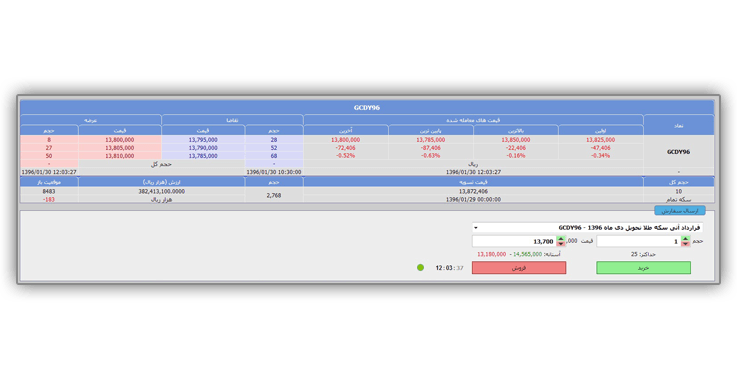 GCDY96
نماد قیمت های معامله شده تقاضا عرضه
اولین بالاترین پایین ترین آخرین حجم قیمت قیمت حجم
GCDY96 13,825,000 13,850,000 13,785,000 13,800,000 28 13,795,000 13,800,000 8
-47,406 -22,406 -87,406 -72,406 52 13,790,000 13,805,000 27
-0.34% -0.16% -0.63% -0.52% 68 13,785,000 13,810,000 50
ریال - حجم کل -
- 1396/01/30 12:03:27 1396/01/30 10:30:00 1396/01/30 12:03:27
حجم کل قیمت تسویه حجم ارزش (هزار ریال) موقعیت باز
10 13,872,406 2,768 382,413,100.0000 8483
سکه تمام 1396/01/29 00:00:00 هزار ریال -183
ارسال سفارش
قرارداد آتی سکه طلا تحویل دی ماه 1396 - GCDY96
حجم 1 قیمت ,000 13,700
حداکثر: 25 آستانه: 14,565,000 - 13,180,000
خرید فروش 12:03:37